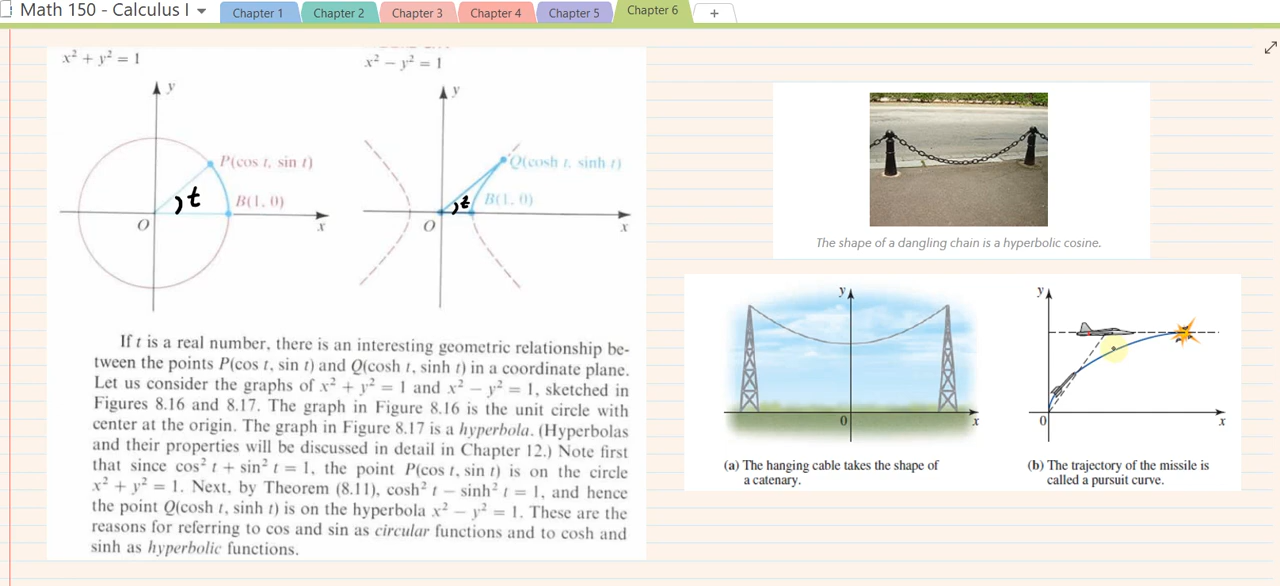 Math 150 - Calculus I
Chapter 1
Chapter 2
Chapter 3
Chapter 4
Chapter 5
Chapter 6
+
x² + y² = 1
y
P(cos t, sin t)
t
B(1, 0)
O
x
x² − y² = 1
y
Q(cosh t, sinh t)
t
B(1, 0)
O
x
If t is a real number, there is an interesting geometric relationship be-
tween the points P(cos t, sin t) and Q(cosh t, sinh t) in a coordinate plane.
Let us consider the graphs of x² + y² = 1 and x² − y² = 1, sketched in
Figures 8.16 and 8.17. The graph in Figure 8.16 is the unit circle with
center at the origin. The graph in Figure 8.17 is a hyperbola. (Hyperbolas
and their properties will be discussed in detail in Chapter 12.) Note first
that since cos² t + sin² t = 1, the point P(cos t, sin t) is on the circle
x² + y² = 1. Next, by Theorem (8.11), cosh² t − sinh² t = 1, and hence
the point Q(cosh t, sinh t) is on the hyperbola x² − y² = 1. These are the
reasons for referring to cos and sin as circular functions and to cosh and
sinh as hyperbolic functions.
The shape of a dangling chain is a hyperbolic cosine.
y
0
x
(a) The hanging cable takes the shape of
a catenary.
y
0
x
(b) The trajectory of the missile is
called a pursuit curve.